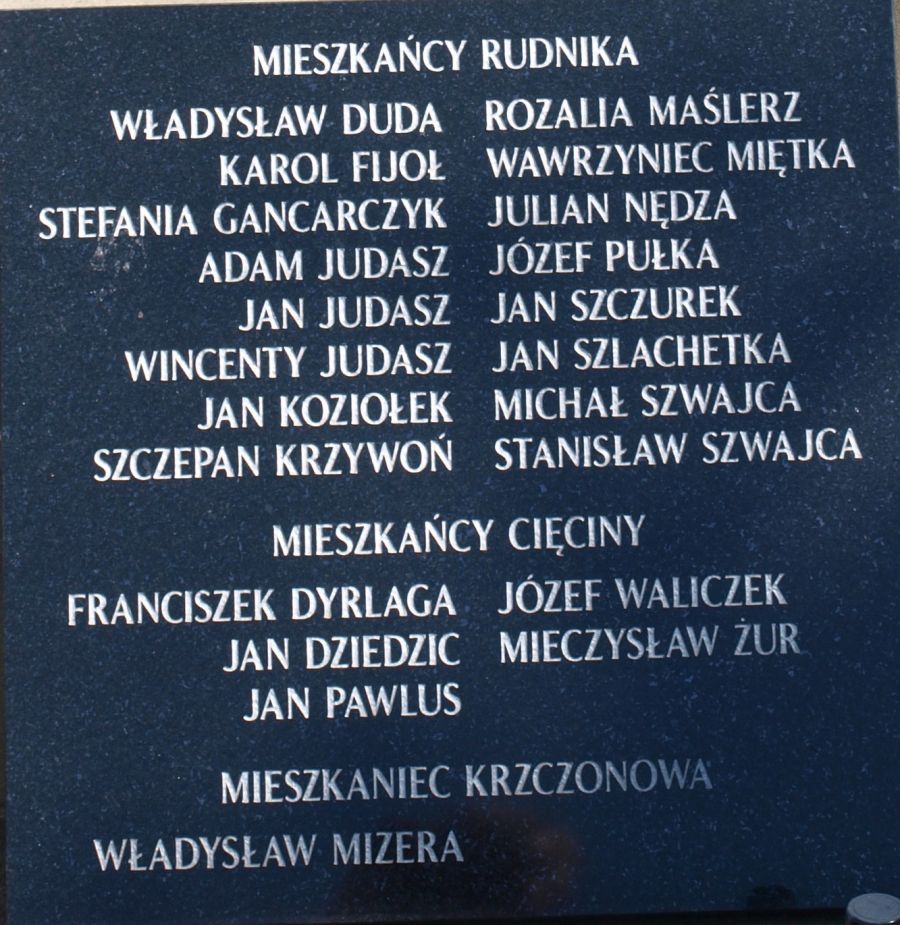 MIESZKAŃCY RUDNIKA
WŁADYSŁAW DUDA ROZALIA MAŚLERZ
KAROL FIJOŁ WAWRZYNIEC MIĘTKA
STEFANIA GANCARCZYK JULIAN NĘDZA
ADAM JUDASZ JÓZEF PUŁKA
JAN JUDASZ JAN SZCZUREK
WINCENTY JUDASZ JAN SZLACHETKA
JAN KOZIOŁEK MICHAŁ SZWAJCA
SZCZEPAN KRZYWOŃ STANISŁAW SZWAJCA
MIESZKAŃCY CIĘCINY
FRANCISZEK DYRLAGA JÓZEF WALICZEK
JAN DZIEDZIC MIECZYSŁAW ŻUR
JAN PAWLUS
MIESZKANIEC KRZCZONOWA
WŁADYSŁAW MIZERA